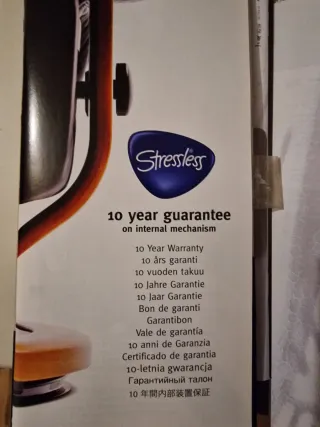 Stressless®
10 year guarantee
on internal mechanism
10 Year Warranty
10 års garanti
10 vuoden takuu
10 Jahre Garantie
10 Jaar Garantie
Bon de garanti
Garantibon
Vale de garantía
10 anni di Garanzia
Certificado de garantia
10-letnia gwarancja
Гарантийный талон
10 年間内部装置保証